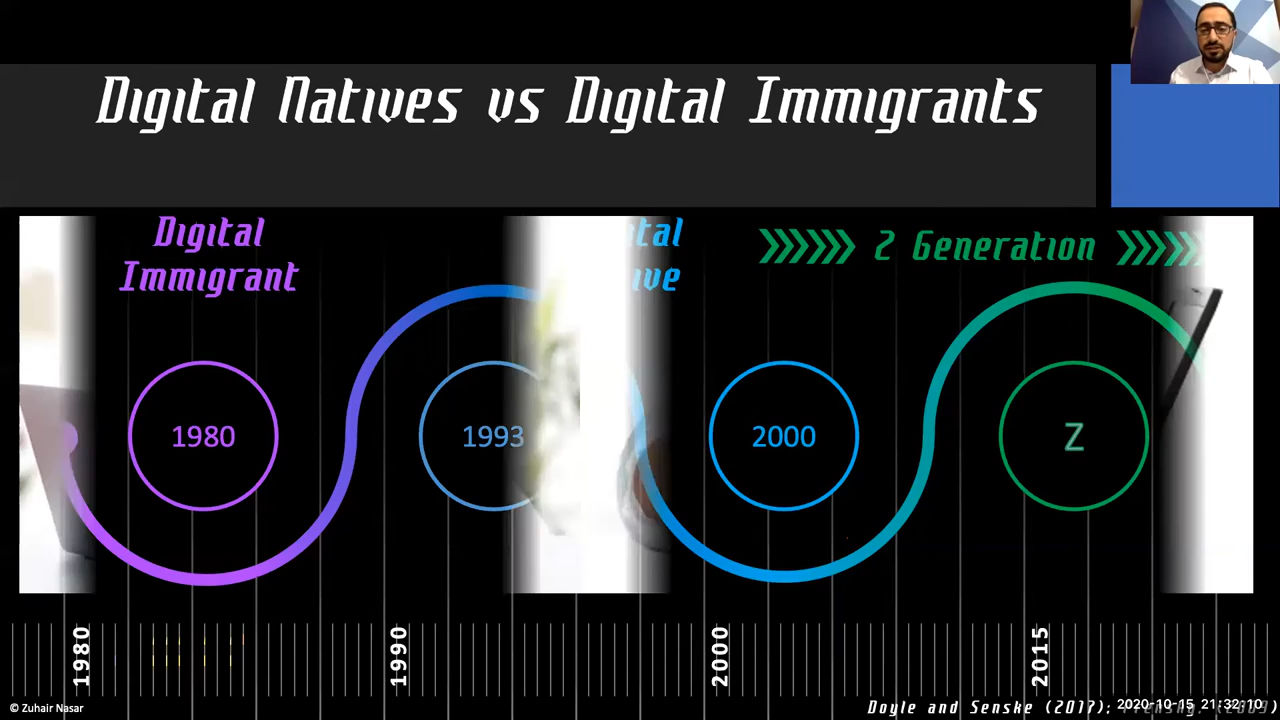 Digital Natives vs Digital Immigrants
Digital
Immigrant
tal
ive
Z Generation
1980
1993
2000
Z
1980
1990
2000
2015
© Zuhair Nasar
Doyle and Senske (2017);
2020-10-15 21:32:10